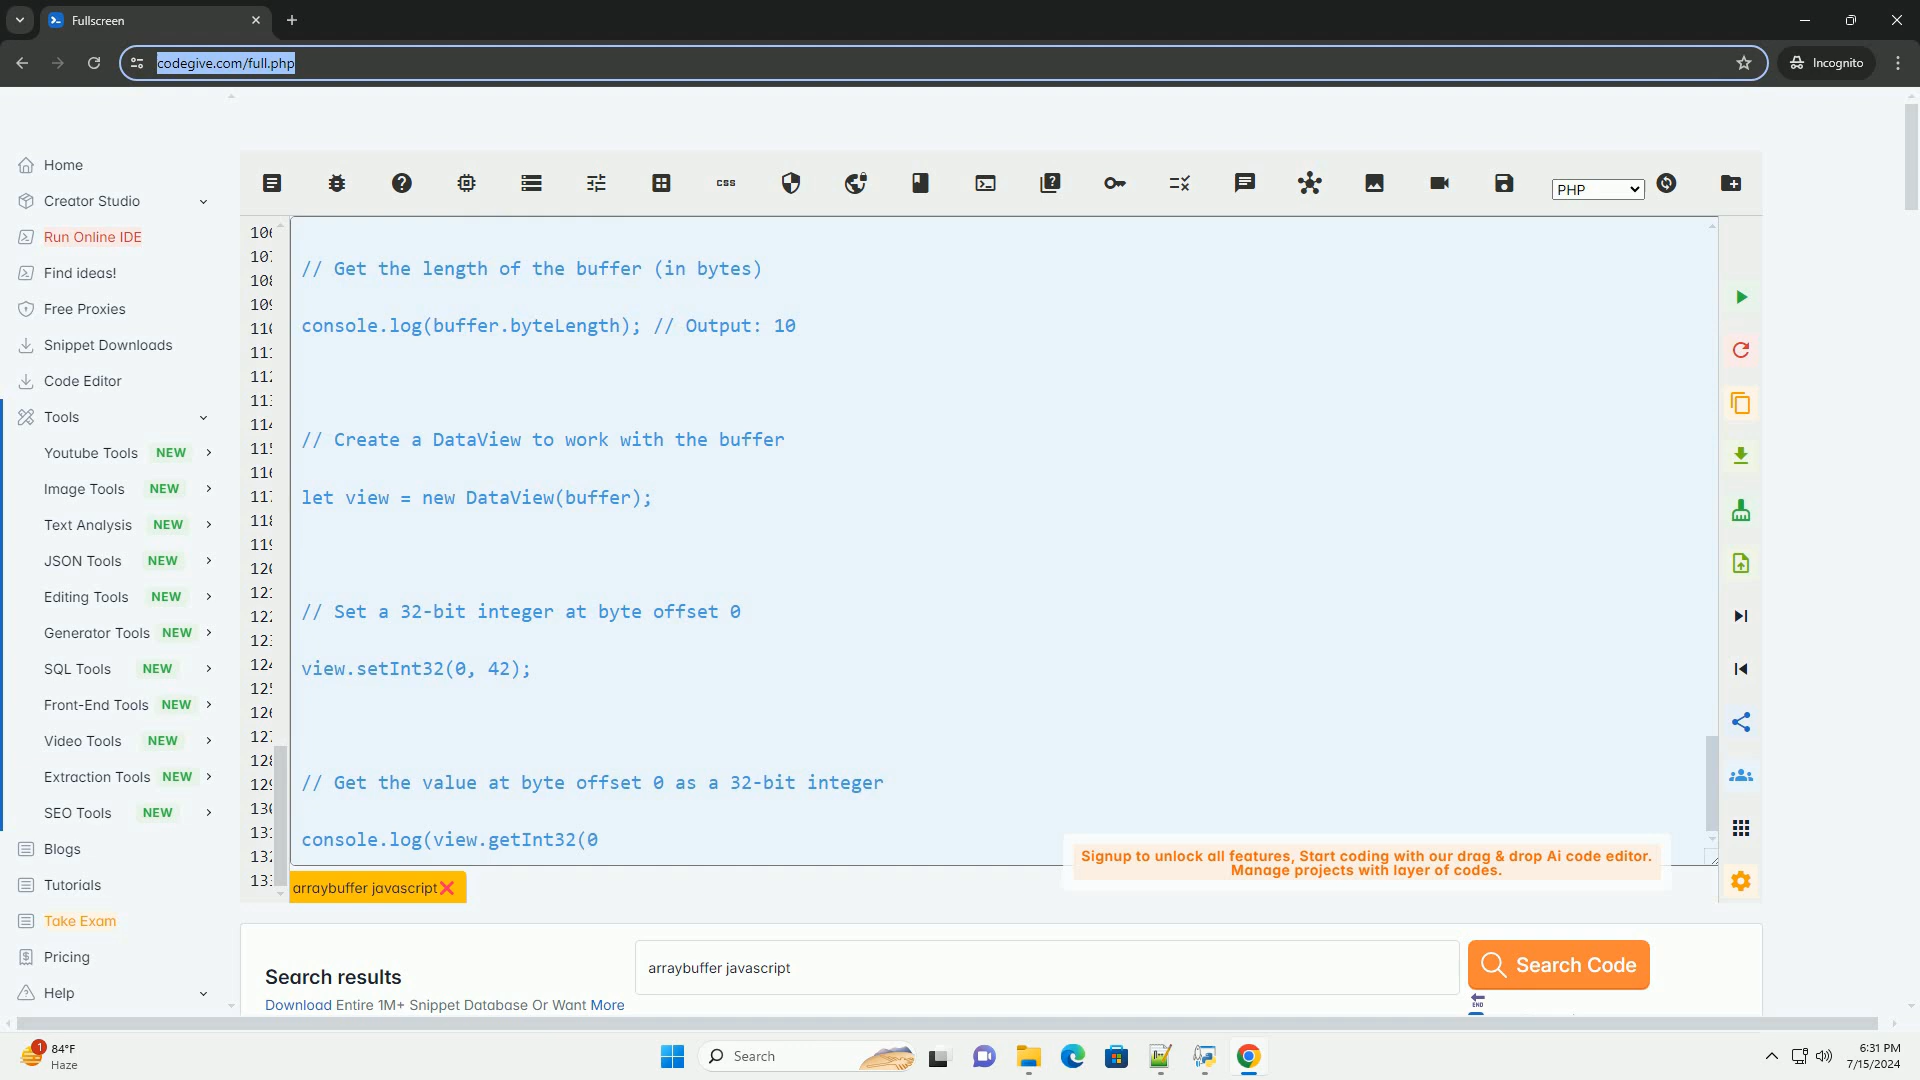 Fullscreen
codegive.com/full.php
Incognito
Home
Creator Studio
Run Online IDE
Find ideas!
Free Proxies
Snippet Downloads
Code Editor
Tools
Youtube Tools NEW
Image Tools NEW
Text Analysis NEW
JSON Tools NEW
Editing Tools NEW
Generator Tools NEW
SQL Tools NEW
Front-End Tools NEW
Video Tools NEW
Extraction Tools NEW
SEO Tools NEW
Blogs
Tutorials
Take Exam
Pricing
Help
css
PHP
// Get the length of the buffer (in bytes)
console.log(buffer.byteLength); // Output: 10
// Create a DataView to work with the buffer
let view = new DataView(buffer);
// Set a 32-bit integer at byte offset 0
view.setInt32(0, 42);
// Get the value at byte offset 0 as a 32-bit integer
console.log(view.getInt32(0
Signup to unlock all features, Start coding with our drag & drop Ai code editor.
Manage projects with layer of codes.
arraybuffer javascript
Search results
Download Entire 1M+ Snippet Database Or Want More
arraybuffer javascript
Search Code
END
1
84°F
Haze
Search
6:31 PM
7/15/2024